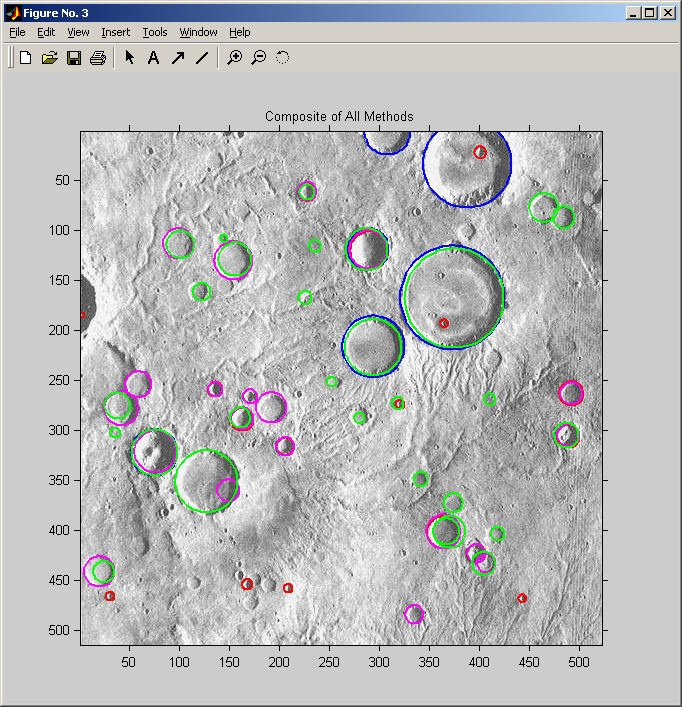 Figure No. 3
File Edit View Insert Tools Window Help
Composite of All Methods
50
100
150
200
250
300
350
400
450
500
50 100 150 200 250 300 350 400 450 500